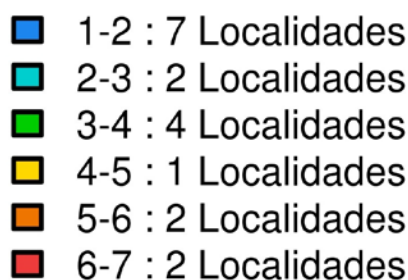 1-2 : 7 Localidades
2-3 : 2 Localidades
3-4 : 4 Localidades
4-5 : 1 Localidades
5-6 : 2 Localidades
6-7 : 2 Localidades